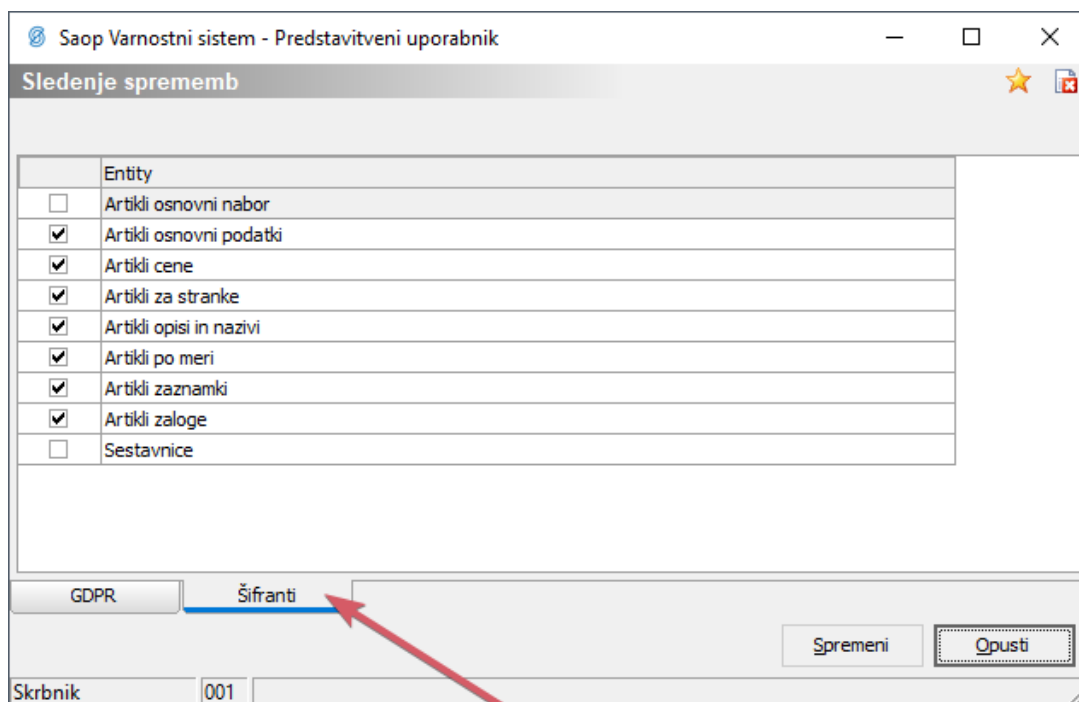 Saop Varnostni sistem - Predstavitveni uporabnik
Sledenje sprememb
Entity
Artikli osnovni nabor
Artikli osnovni podatki
Artikli cene
Artikli za stranke
Artikli opisi in nazivi
Artikli po meri
Artikli zaznamki
Artikli zaloge
Sestavnice
GDPR Šifranti
Spremeni Opusti
Skrbnik 001